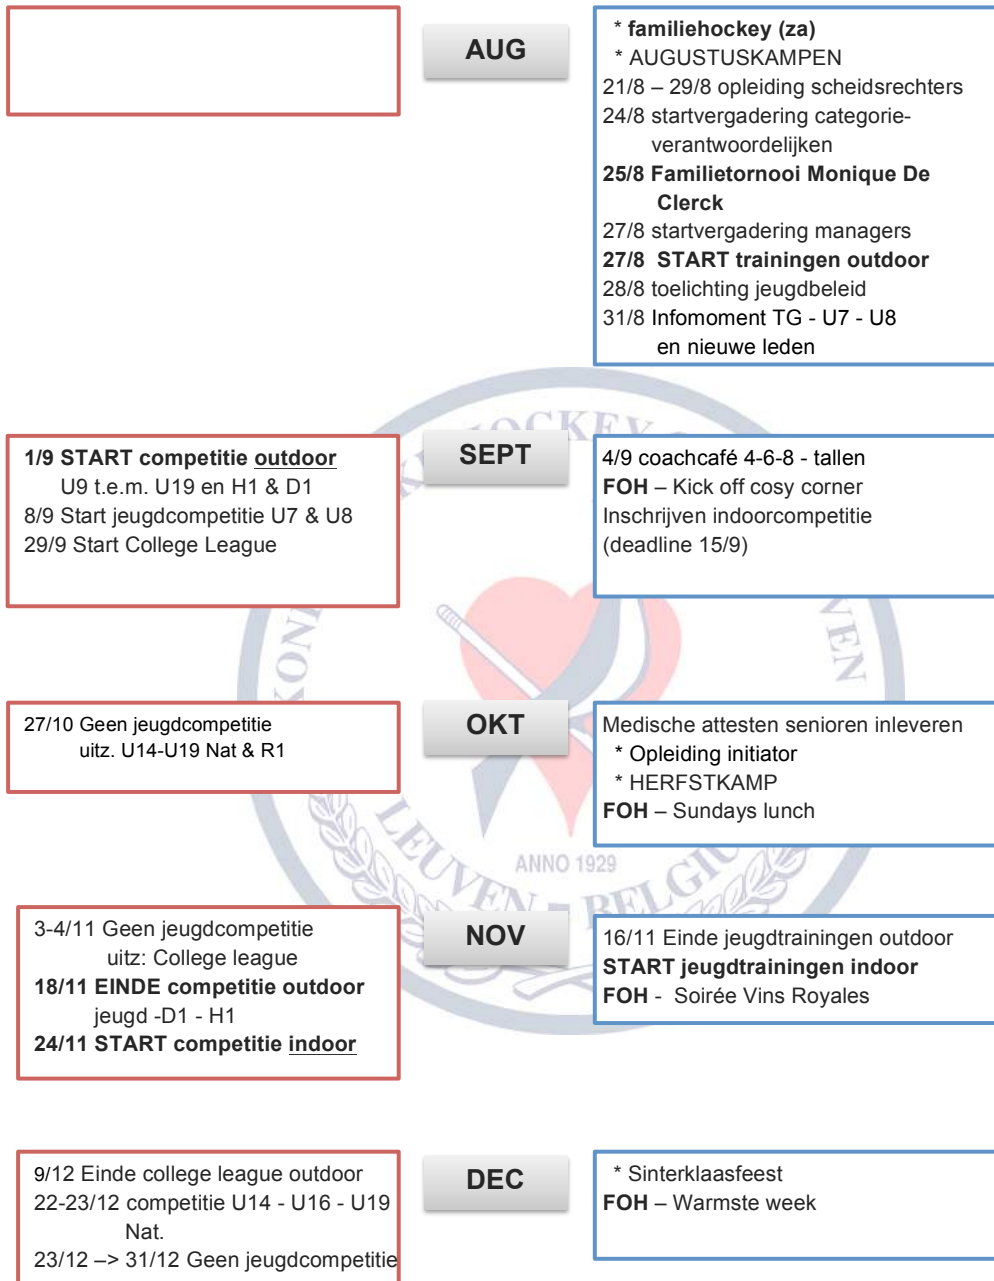 AUG
* familiehockey (za)
* AUGUSTUSKAMPEN
21/8 – 29/8 opleiding scheidsrechters
24/8 startvergadering categorie-
verantwoordelijken
25/8 Familietornooi Monique De
Clerck
27/8 startvergadering managers
27/8 START trainingen outdoor
28/8 toelichting jeugdbeleid
31/8 Infomoment TG - U7 - U8
en nieuwe leden
1/9 START competitie outdoor
U9 t.e.m. U19 en H1 & D1
8/9 Start jeugdcompetitie U7 & U8
29/9 Start College League
SEPT
4/9 coachcafé 4-6-8 - tallen
FOH – Kick off cosy corner
Inschrijven indoorcompetitie
(deadline 15/9)
27/10 Geen jeugdcompetitie
uitz. U14-U19 Nat & R1
OKT
Medische attesten senioren inleveren
* Opleiding initiator
* HERFSTKAMP
FOH – Sundays lunch
ANNO 1929
LEUVEN - BELGIU
3-4/11 Geen jeugdcompetitie
uitz: College league
18/11 EINDE competitie outdoor
jeugd -D1 - H1
24/11 START competitie indoor
NOV
16/11 Einde jeugdtrainingen outdoor
START jeugdtrainingen indoor
FOH - Soirée Vins Royales
9/12 Einde college league outdoor
22-23/12 competitie U14 - U16 - U19
Nat.
23/12 –> 31/12 Geen jeugdcompetitie
DEC
* Sinterklaasfeest
FOH – Warmste week